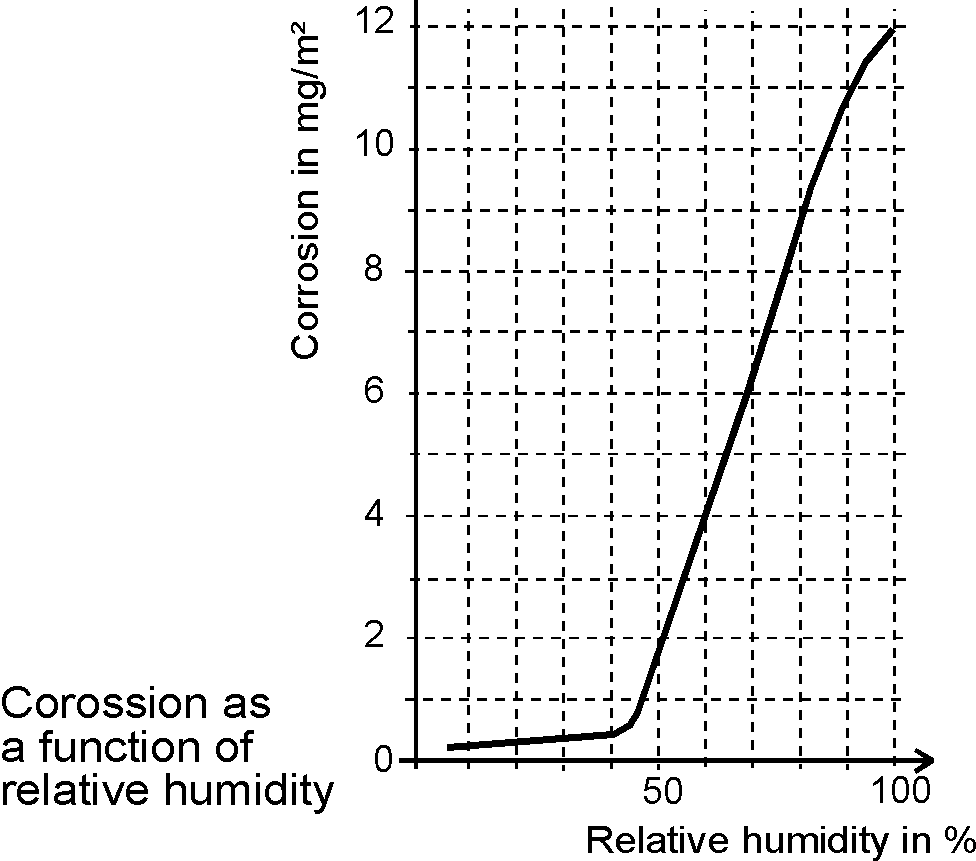 Corrosion in mg/m²
12
10
8
6
4
2
0
50
100
Relative humidity in %
Corossion as
a function of
relative humidity